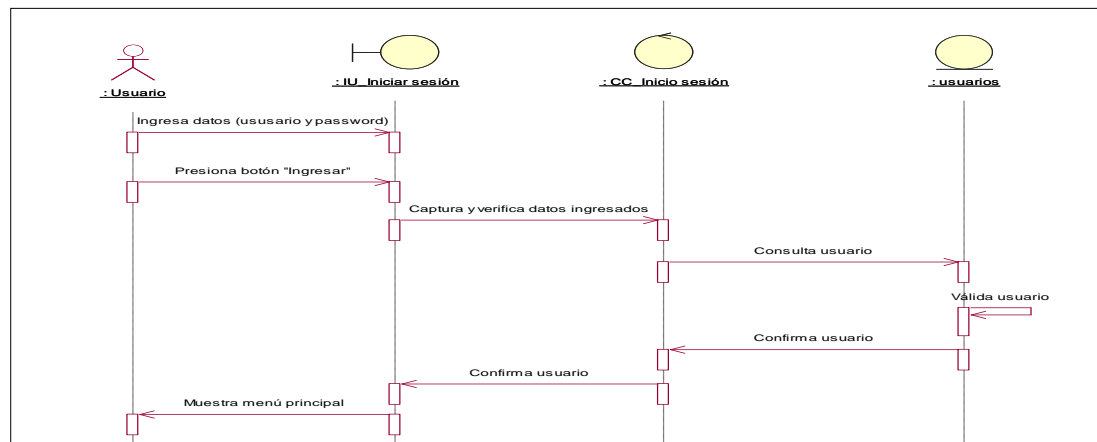 : Usuario
: IU_Iniciar sesión
: CC_Inicio sesión
: usuarios
Ingresa datos (ususario y password)
Presiona botón "Ingresar"
Captura y verifica datos ingresados
Consulta usuario
Válida usuario
Confirma usuario
Confirma usuario
Muestra menú principal